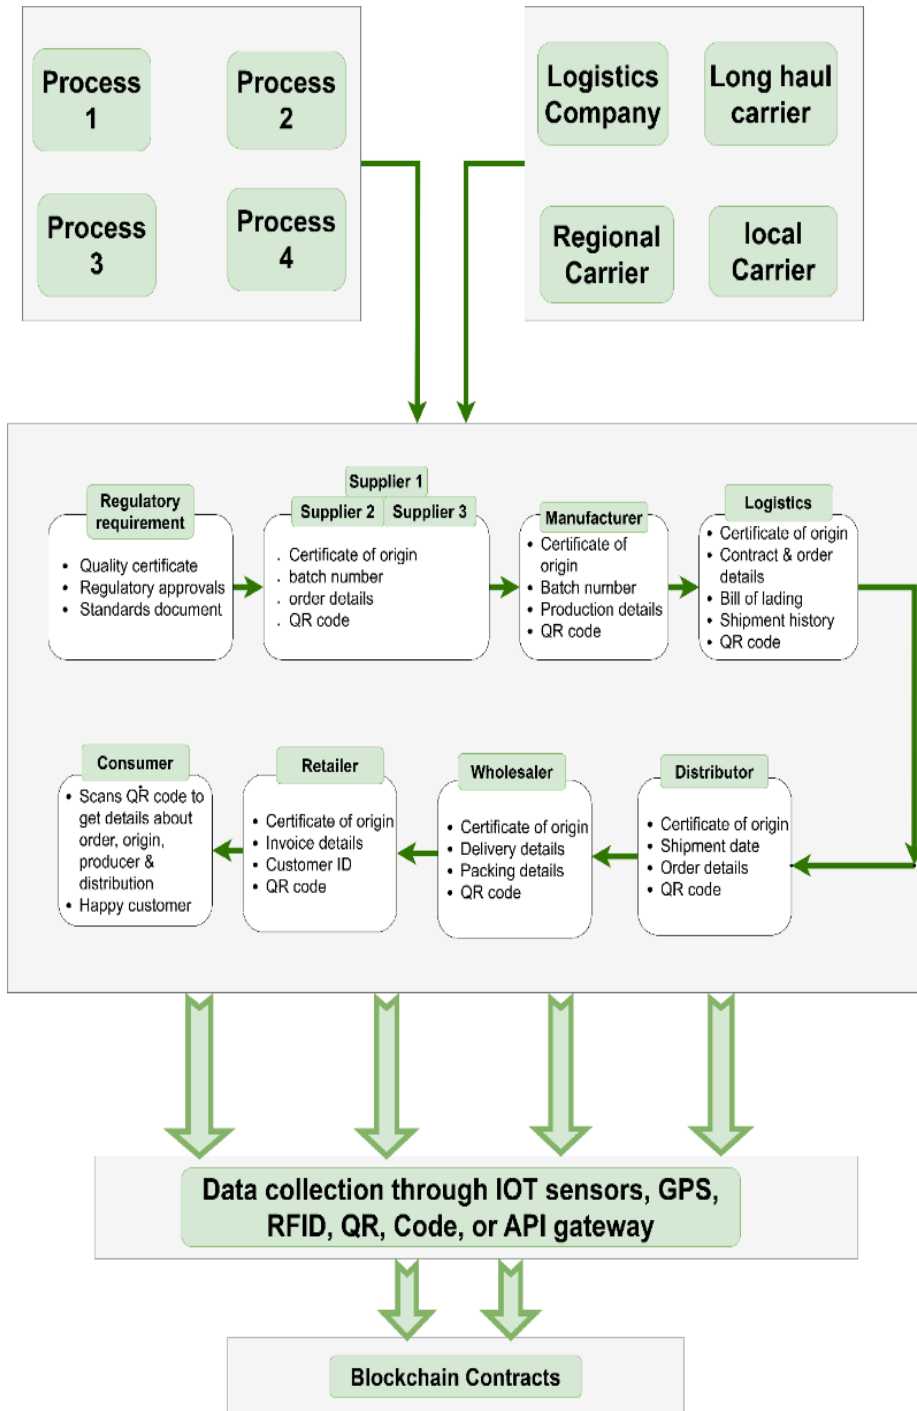 Process
1
Process
2
Process
3
Process
4
Logistics
Company
Long haul
carrier
Regional
Carrier
local
Carrier
Regulatory
requirement
• Quality certificate
• Regulatory approvals
• Standards document
Supplier 1
Supplier 2
Supplier 3
. Certificate of origin
. batch number
. order details
. QR code
Manufacturer
• Certificate of
origin
• Batch number
• Production details
• QR code
Logistics
• Certificate of origin
• Contract & order
details
• Bill of lading
• Shipment history
• QR code
Consumer
• Scans QR code to
get details about
order, origin,
producer &
distribution
• Happy customer
Retailer
• Certificate of origin
• Invoice details
• Customer ID
• QR code
Wholesaler
• Certificate of origin
• Delivery details
• Packing details
• QR code
Distributor
• Certificate of origin
• Shipment date
• Order details
• QR code
Data collection through IOT sensors, GPS,
RFID, QR, Code, or API gateway
Blockchain Contracts